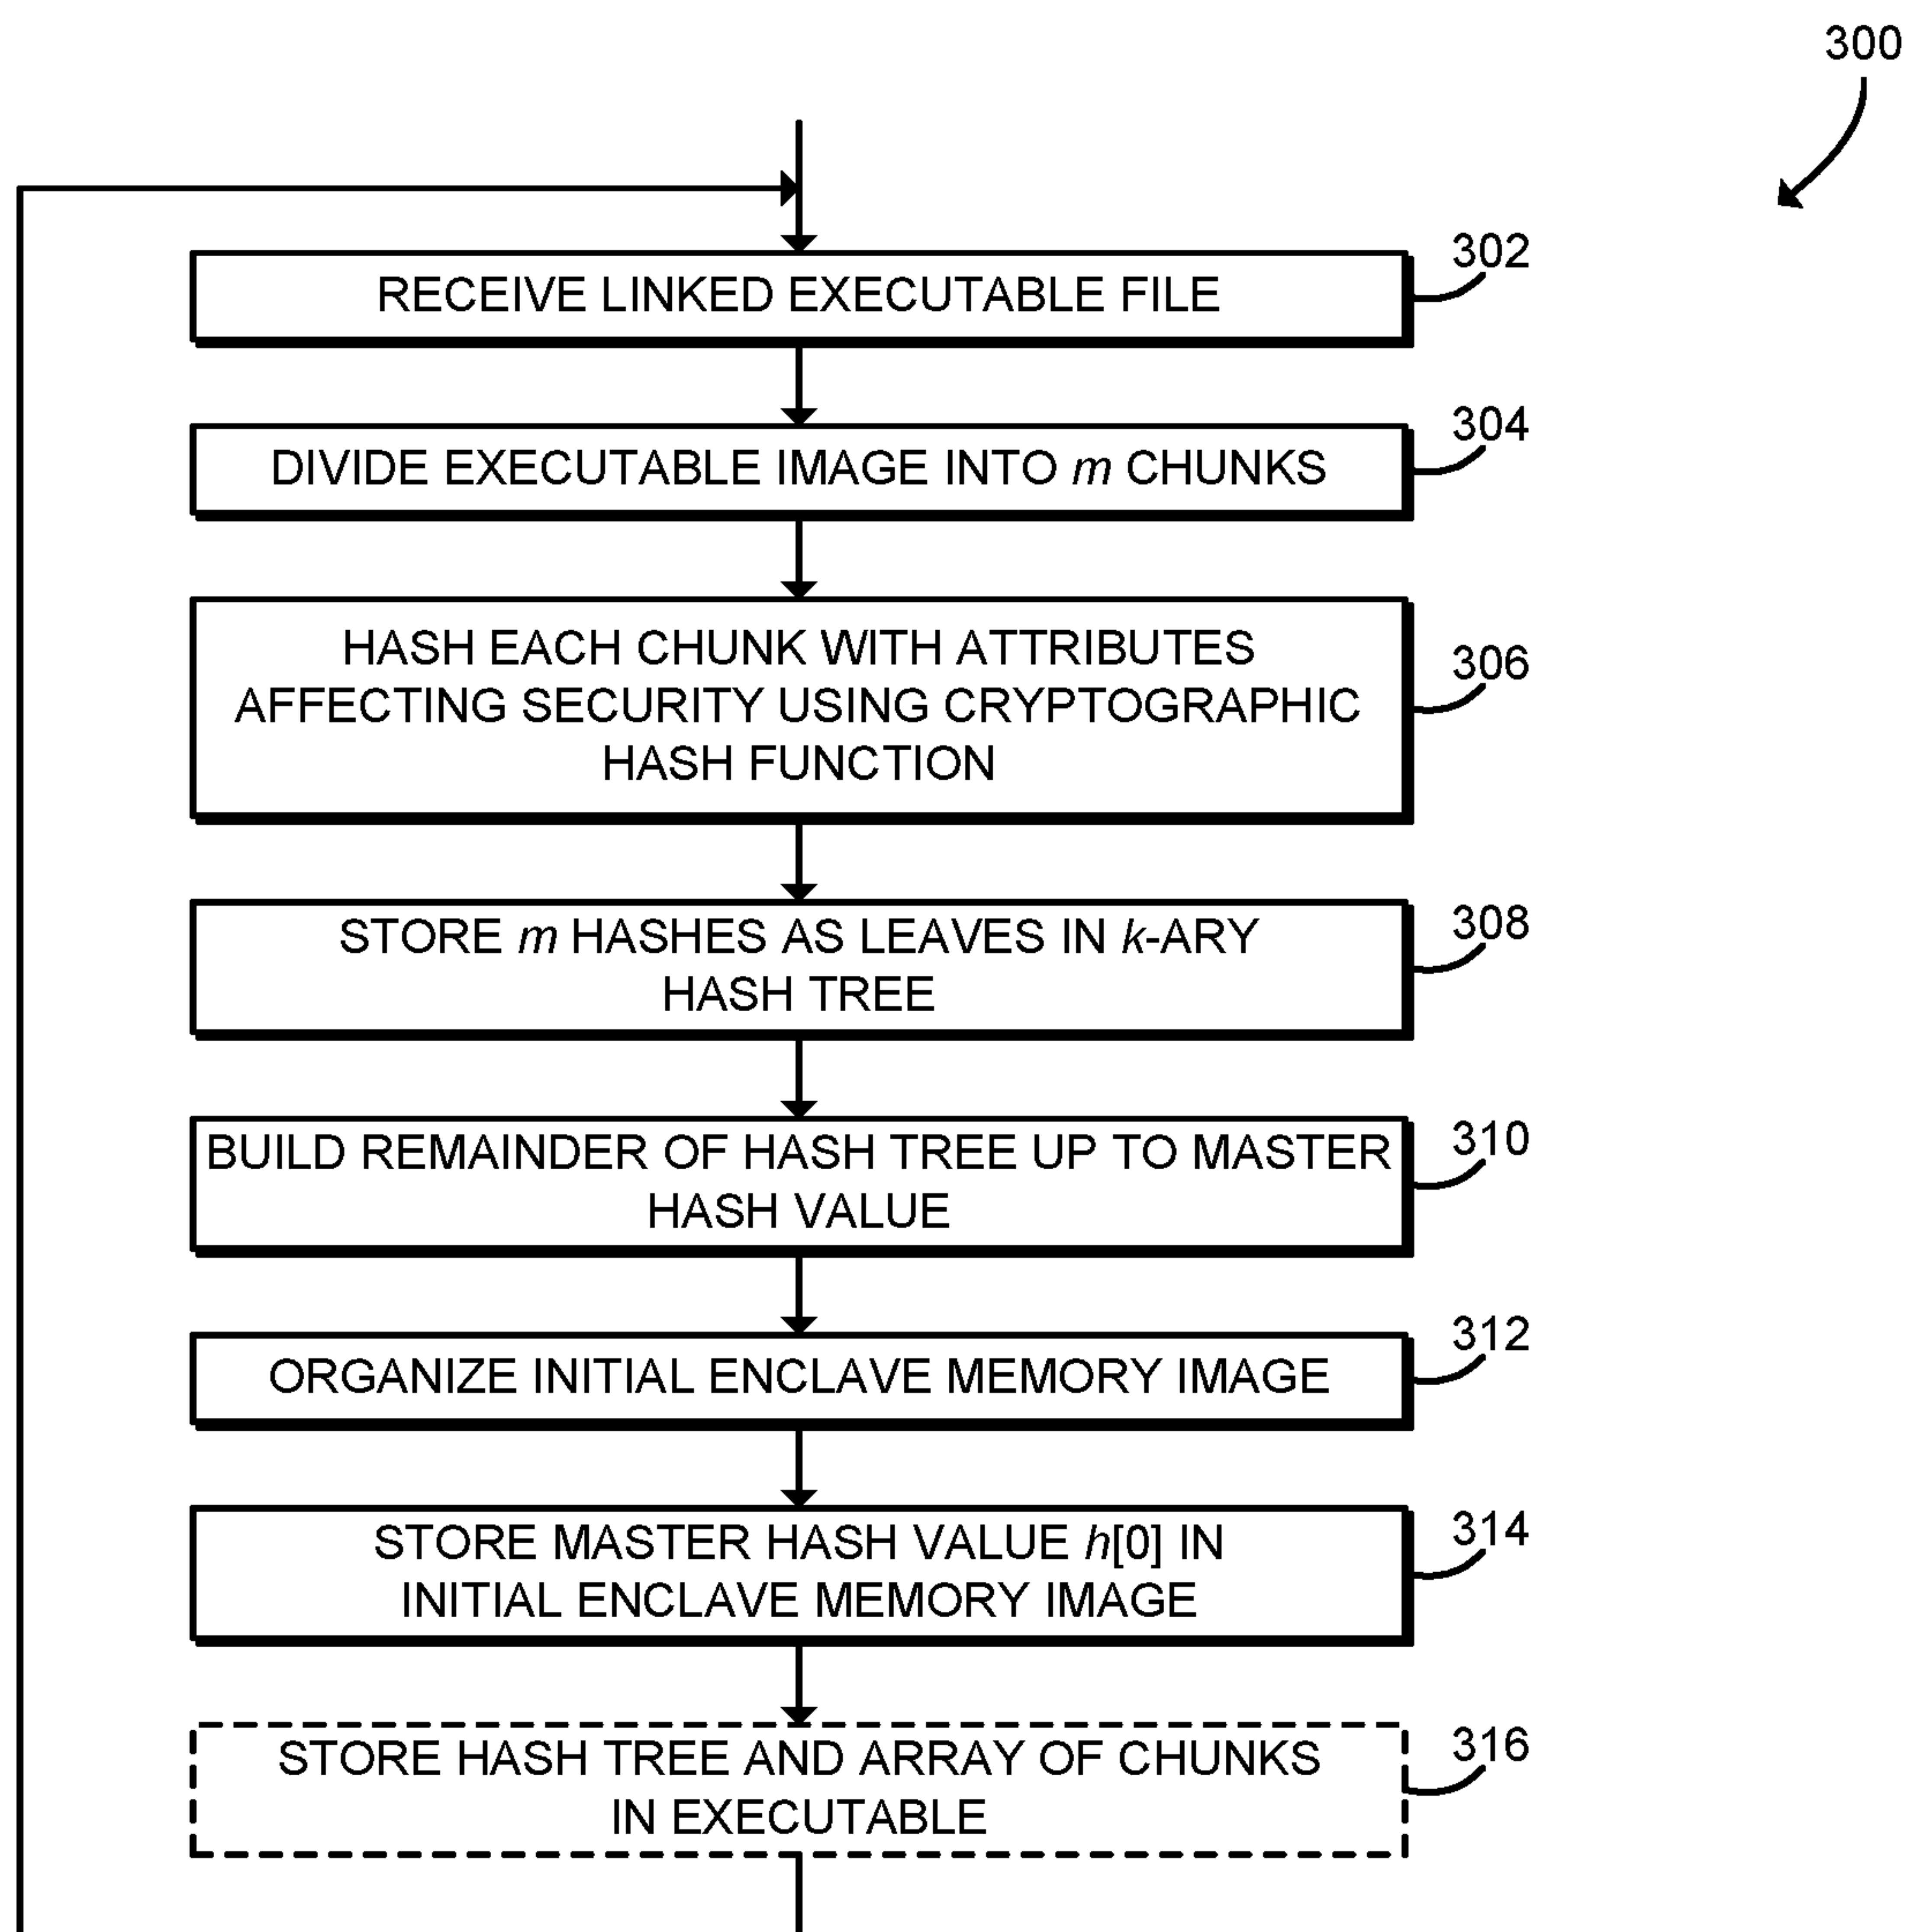 300
RECEIVE LINKED EXECUTABLE FILE
302
DIVIDE EXECUTABLE IMAGE INTO m CHUNKS
304
HASH EACH CHUNK WITH ATTRIBUTES
AFFECTING SECURITY USING CRYPTOGRAPHIC
HASH FUNCTION
306
STORE m HASHES AS LEAVES IN k-ARY
HASH TREE
308
BUILD REMAINDER OF HASH TREE UP TO MASTER
HASH VALUE
310
ORGANIZE INITIAL ENCLAVE MEMORY IMAGE
312
STORE MASTER HASH VALUE h[0] IN
INITIAL ENCLAVE MEMORY IMAGE
314
STORE HASH TREE AND ARRAY OF CHUNKS
IN EXECUTABLE
316